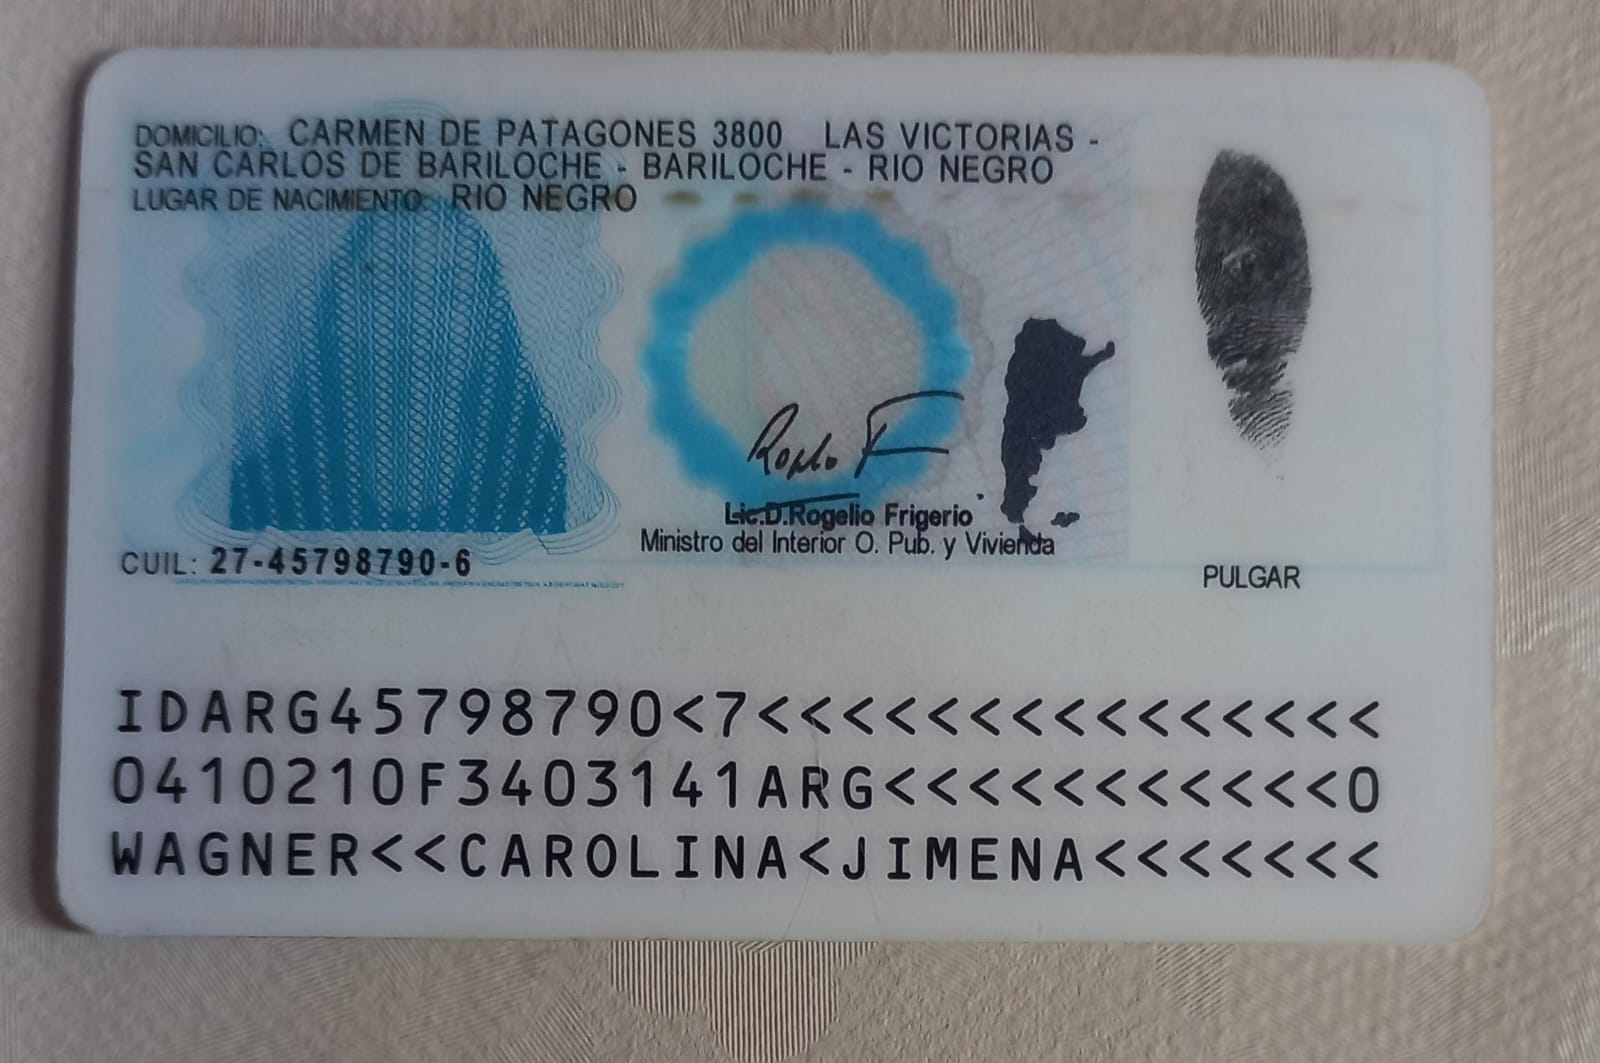 DOMICILIO: CARMEN DE PATAGONES 3800 LAS VICTORIAS -
SAN CARLOS DE BARILOCHE - BARILOCHE - RIO NEGRO
LUGAR DE NACIMIENTO: RIO NEGRO
Lic.D.Rogelio Frigerio
Ministro del Interior O. Pub. y Vivienda
CUIL: 27-45798790-6
PULGAR
IDARG45798790<7<<<<<<<<<<<<<<<
0410210F3403141ARG<<<<<<<<<<<0
WAGNER<<CAROLINA<JIMENA<<<<<<<